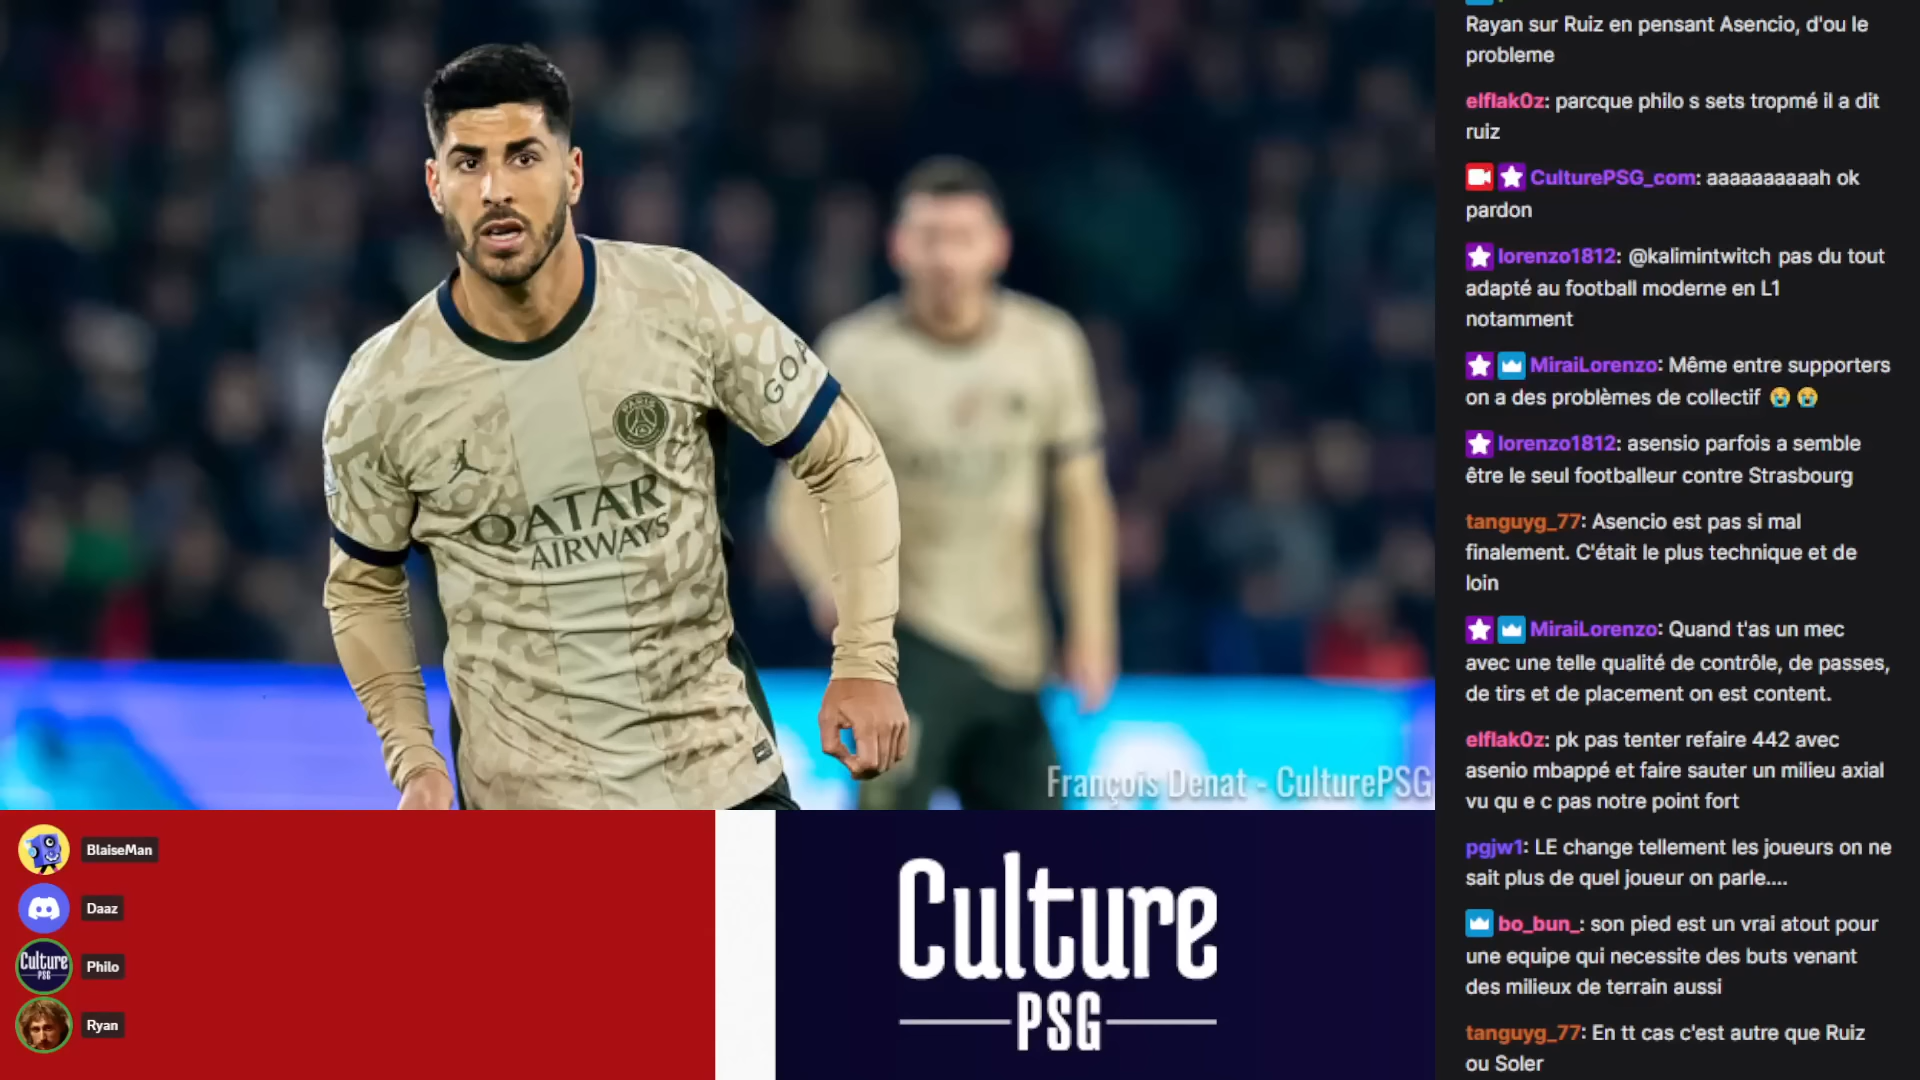 GOA
PARIS
QATAR
AIRWAYS
François Denat - CulturePSG
BlaiseMan
Daaz
Culture
PSG
Philo
Ryan
Culture
PSG
Rayan sur Ruiz en pensant Asencio, d'ou le
probleme
elflak0z: parcque philo s sets tropmé il a dit
ruiz
CulturePSG_com: aaaaaaaaaah ok
pardon
lorenzo1812: @kalimintwitch pas du tout
adapté au football moderne en L1
notamment
MiraiLorenzo: Même entre supporters
on a des problèmes de collectif 😭 😭
lorenzo1812: asensio parfois a semble
être le seul footballeur contre Strasbourg
tanguyg_77: Asencio est pas si mal
finalement. C'était le plus technique et de
loin
MiraiLorenzo: Quand t'as un mec
avec une telle qualité de contrôle, de passes,
de tirs et de placement on est content.
elflak0z: pk pas tenter refaire 442 avec
asenio mbappé et faire sauter un milieu axial
vu qu e c pas notre point fort
pgjw1: LE change tellement les joueurs on ne
sait plus de quel joueur on parle....
bo_bun_: son pied est un vrai atout pour
une equipe qui necessite des buts venant
des milieux de terrain aussi
tanguyg_77: En tt cas c'est autre que Ruiz
ou Soler